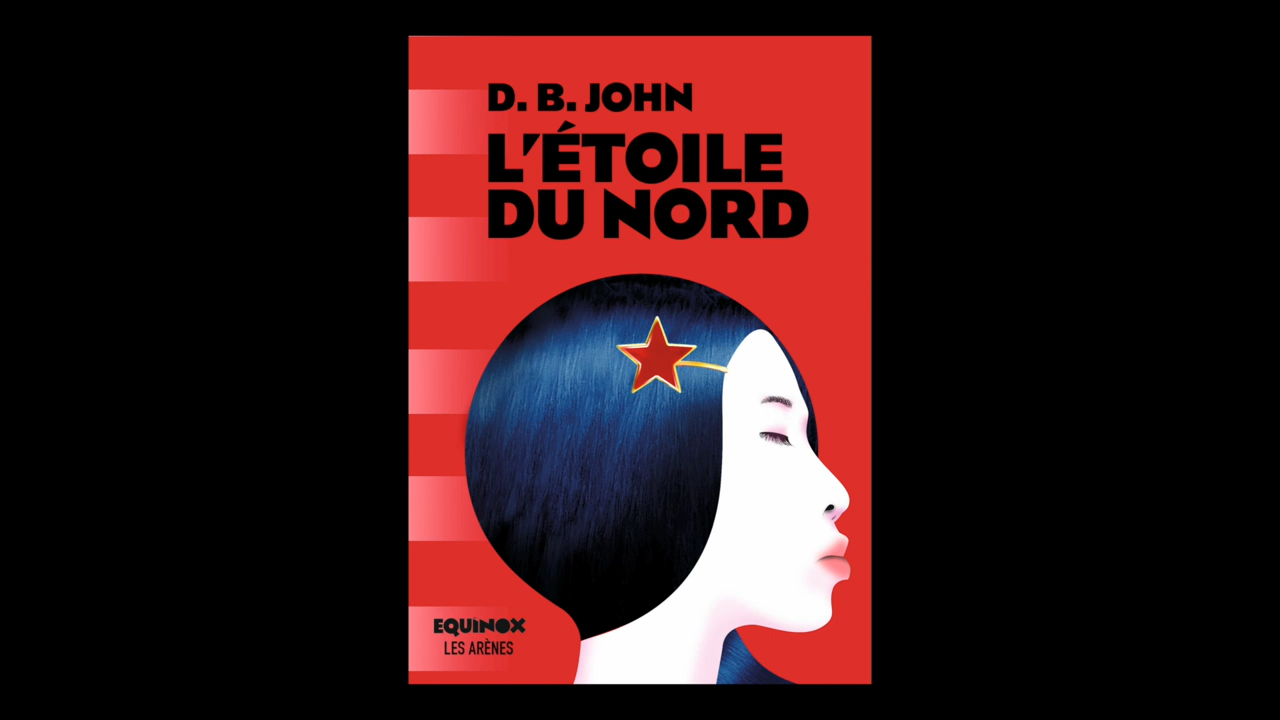 D. B. JOHN
L'ÉTOILE
DU NORD
EQUINOX
LES ARÈNES